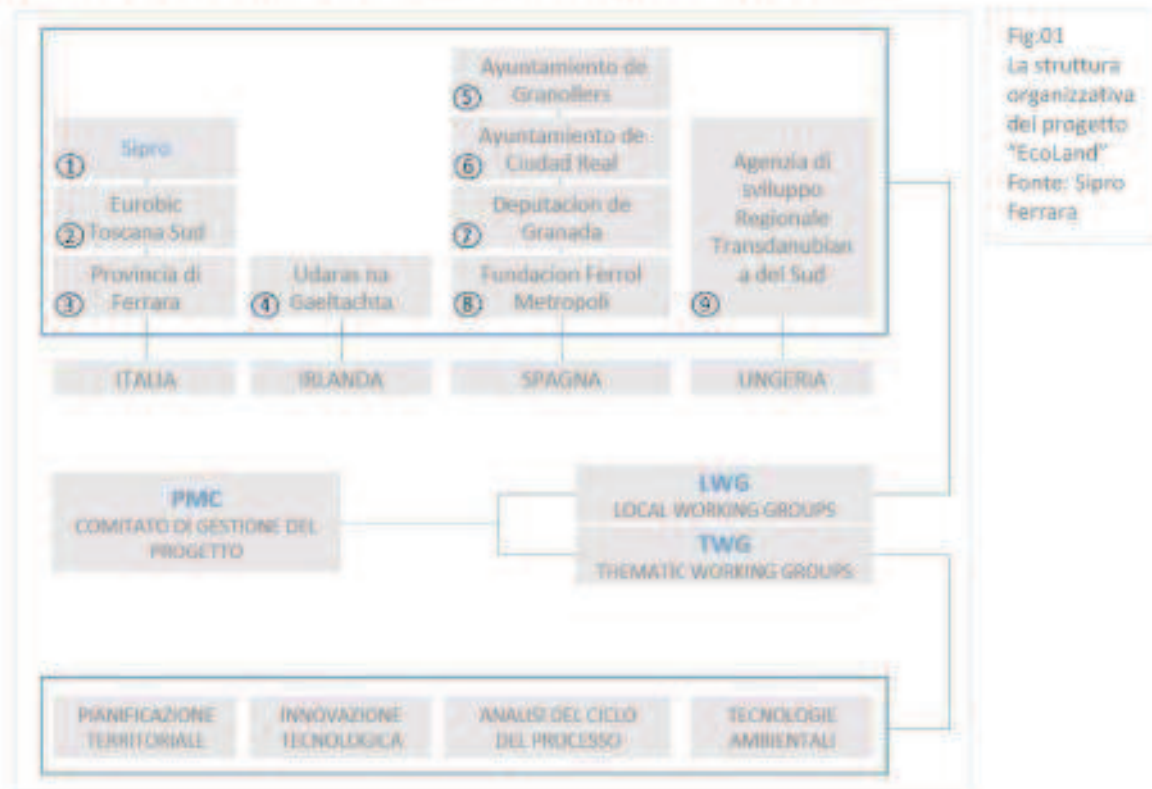 Fig.01
La struttura
organizzativa
del progetto
"EcoLand"
Fonte: Sipro
Ferrara
① Sipro
Eurobic
② Toscana Sud
Provincia di
③ Ferrara
Udaras na
④ Gaeltachta
Ayuntamiento de
⑤ Granollers
Ayuntamiento de
⑥ Ciudad Real
Deputacion de
⑦ Granada
Fundacion Ferrol
⑧ Metropoli
Agenzia di
sviluppo
Regionale
Transdanubian
a del Sud
⑨
ITALIA
IRLANDA
SPAGNA
UNGERIA
PMC
COMITATO DI GESTIONE DEL
PROGETTO
LWG
LOCAL WORKING GROUPS
TWG
THEMATIC WORKING GROUPS
PIANIFICAZIONE
TERRITORIALE
INNOVAZIONE
TECNOLOGICA
ANALISI DEL CICLO
DEL PROCESSO
TECNOLOGIE
AMBIENTALI